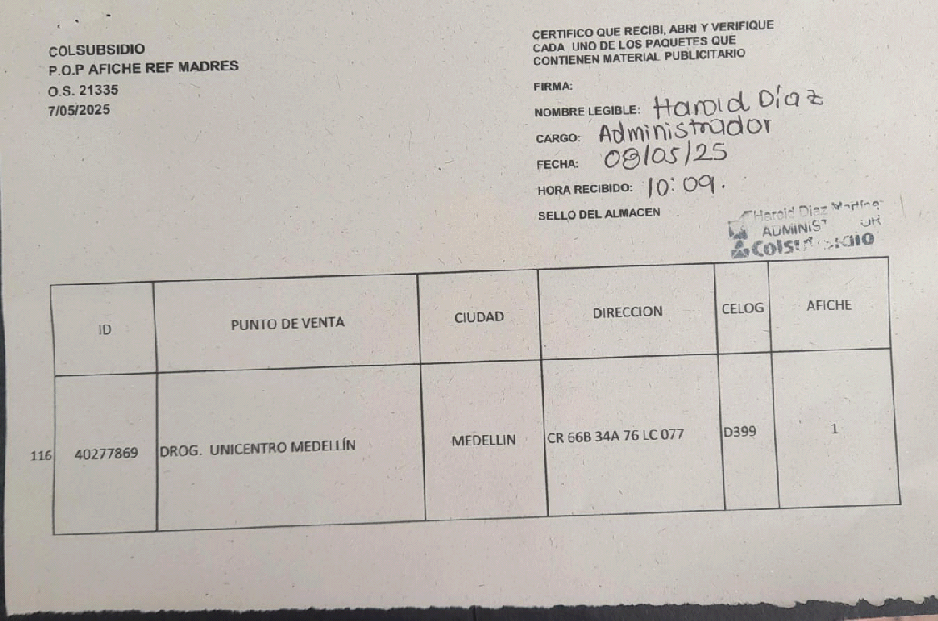 COLSUBSIDIO
P.O.P AFICHE REF MADRES
O.S. 21335
7/05/2025
CERTIFICO QUE RECIBI, ABRI Y VERIFIQUE
CADA UNO DE LOS PAQUETES QUE
CONTIENEN MATERIAL PUBLICITARIO
FIRMA:
NOMBRE LEGIBLE: Harold Díaz
CARGO: Administrador
FECHA: 08/05/25
HORA RECIBIDO: 10:09.
SELLO DEL ALMACEN
Harold Diaz
ID PUNTO DE VENTA CIUDAD DIRECCION CELOG AFICHE
116 40277869 DROG. UNICENTRO MEDELLÍN MEDELLIN CR 66B 34A 76 LC 077 D399 1